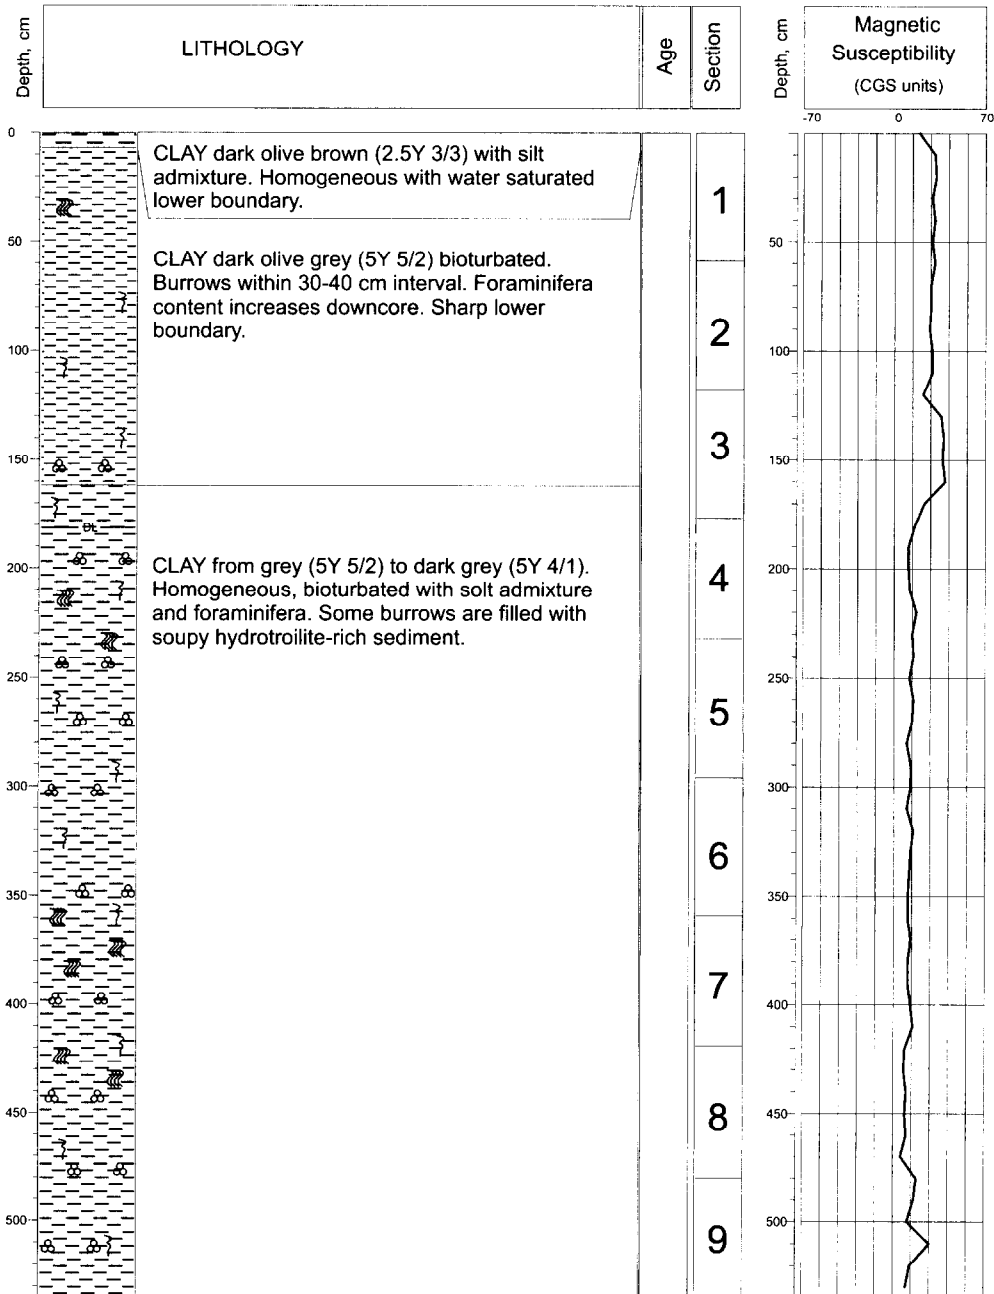 Depth, cm
LITHOLOGY
Age
Section
Depth, cm
Magnetic
Susceptibility
(CGS units)
-70
0
70
0
CLAY dark olive brown (2.5Y 3/3) with silt
admixture. Homogeneous with water saturated
lower boundary.
1
50
50
CLAY dark olive grey (5Y 5/2) bioturbated.
Burrows within 30-40 cm interval. Foraminifera
content increases downcore. Sharp lower
boundary.
2
100
100
3
150
150
200
CLAY from grey (5Y 5/2) to dark grey (5Y 4/1).
Homogeneous, bioturbated with solt admixture
and foraminifera. Some burrows are filled with
soupy hydrotroilite-rich sediment.
4
200
250
250
5
300
300
6
350
350
7
400
400
450
8
450
500
9
500